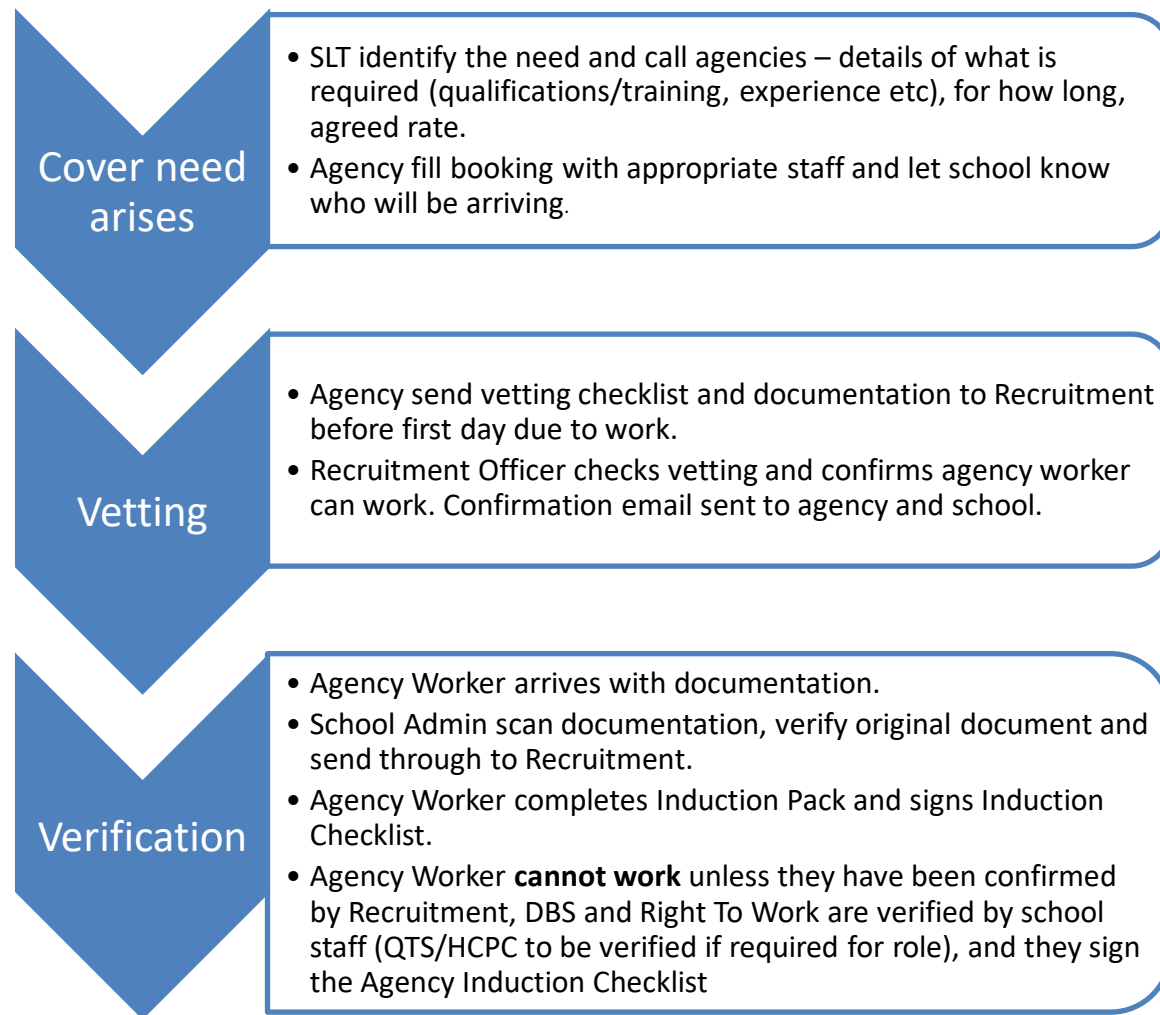 Cover need
arises
• SLT identify the need and call agencies – details of what is
required (qualifications/training, experience etc), for how long,
agreed rate.
• Agency fill booking with appropriate staff and let school know
who will be arriving.
Vetting
• Agency send vetting checklist and documentation to Recruitment
before first day due to work.
• Recruitment Officer checks vetting and confirms agency worker
can work. Confirmation email sent to agency and school.
Verification
• Agency Worker arrives with documentation.
• School Admin scan documentation, verify original document and
send through to Recruitment.
• Agency Worker completes Induction Pack and signs Induction
Checklist.
• Agency Worker cannot work unless they have been confirmed
by Recruitment, DBS and Right To Work are verified by school
staff (QTS/HCPC to be verified if required for role), and they sign
the Agency Induction Checklist